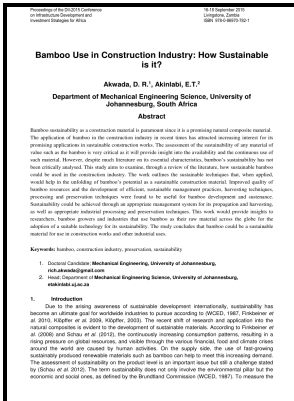 Proceedings of the DII-2015 Conference
on Infrastructure Development and
Investment Strategies for Africa
16-18 September 2015
Livingstone, Zambia
ISBN: 978-0-86970-782-1
Bamboo Use in Construction Industry: How Sustainable
is it?
Akwada, D. R.¹, Akinlabi, E.T.²
Department of Mechanical Engineering Science, University of
Johannesburg, South Africa
Abstract
Bamboo sustainability as a construction material is paramount since it is a promising natural composite material.
The application of bamboo in the construction industry in recent times has attracted increasing interest for its
promising applications in sustainable construction works. The assessment of the sustainability of any material of
value such as the bamboo is very critical as it will provide insight into the availability and the continuous use of
such material. However, despite much literature on its essential characteristics, bamboo's sustainability has not
been critically analysed. This study aims to examine, through a review of the literature, how sustainable bamboo
could be used in the construction industry. The work outlines the sustainable techniques that, when applied,
would help in the unfolding of bamboo's potential as a sustainable construction material. Improved quality of
bamboo resources and the development of efficient, sustainable management practices, harvesting techniques,
processing and preservation techniques were found to be useful for bamboo development and sustenance.
Sustainability could be achieved through an appropriate management system for its propagation and harvesting,
as well as appropriate industrial processing and preservation techniques. This work would provide insights to
researchers, bamboo growers and industries that use bamboo as their raw material across the globe for the
adoption of a suitable technology for its sustainability. The study concludes that bamboo could be a sustainable
material for use in construction works and other industrial uses.
Keywords: bamboo, construction industry, preservation, sustainability
1. Doctoral Candidate; Mechanical Engineering, University of Johannesburg,
rich.akwada@gmail.com
2. Head; Department of Mechanical Engineering Science, University of Johannesburg,
etakinlabi.uj.ac.za
1. Introduction
Due to the arising awareness of sustainable development internationally, sustainability has
become an ultimate goal for worldwide industries to pursue according to (WCED, 1987, Finkbeiner et
al 2010, Klöpffer et al 2009, Klöpffer, 2003). The recent shift of research and application into the
natural composites is evident to the development of sustainable materials. According to Finkbeiner et
al. (2009) and Schau et al (2012), the continuously increasing consumption patterns, resulting in a
rising pressure on global resources, and visible through the various financial, food and climate crises
around the world are caused by human activities. On the supply side, the use of fast-growing
sustainability produced renewable materials such as bamboo can help to meet this increasing demand.
The assessment of sustainability on the product level is an important issue but still a challenge stated
by (Schau et al. 2012). The term sustainability does not only involve the environmental pillar but the
economic and social ones, as defined by the Brundtland Commission (WCED, 1987). To measure the